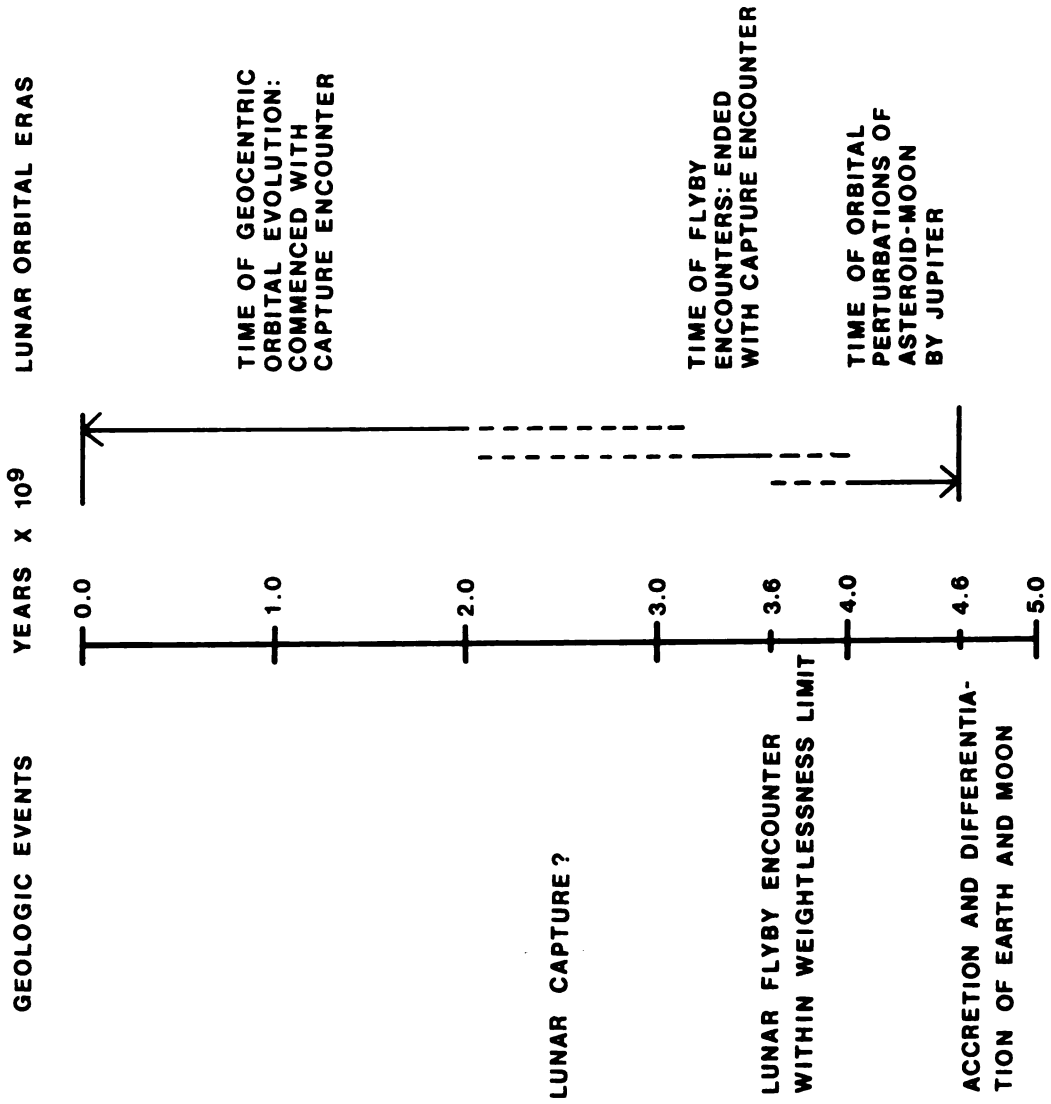 GEOLOGIC EVENTS
YEARS X 10⁹
LUNAR ORBITAL ERAS
0.0
1.0
2.0
3.0
3.6
4.0
4.6
5.0
LUNAR CAPTURE?
LUNAR FLYBY ENCOUNTER
WITHIN WEIGHTLESSNESS LIMIT
ACCRETION AND DIFFERENTIA-
TION OF EARTH AND MOON
TIME OF GEOCENTRIC
ORBITAL EVOLUTION:
COMMENCED WITH
CAPTURE ENCOUNTER
TIME OF FLYBY
ENCOUNTERS: ENDED
WITH CAPTURE ENCOUNTER
TIME OF ORBITAL
PERTURBATIONS OF
ASTEROID-MOON
BY JUPITER